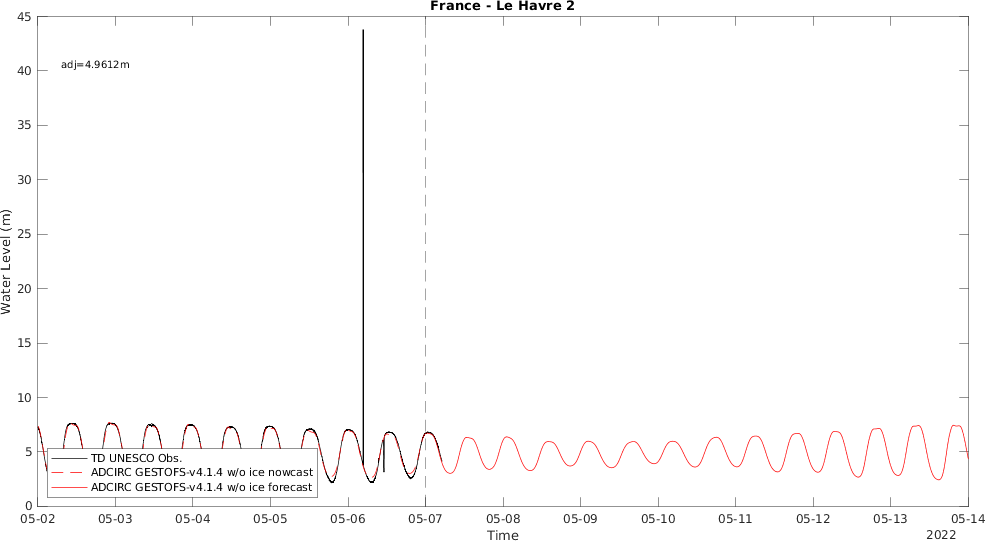 France - Le Havre 2
45
adj=4.9612m
40
35
30
25
20
15
10
5
0
Water Level (m)
TD UNESCO Obs.
ADCIRC GESTOFS-v4.1.4 w/o ice nowcast
ADCIRC GESTOFS-v4.1.4 w/o ice forecast
05-02 05-03 05-04 05-05 05-06 05-07 05-08 05-09 05-10 05-11 05-12 05-13 05-14
Time
2022